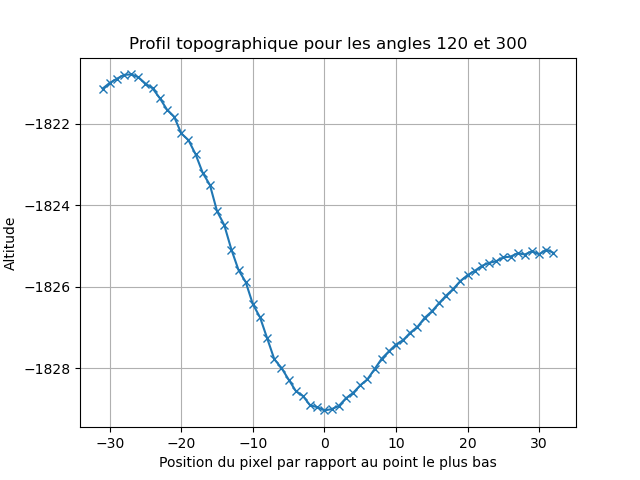 Profil topographique pour les angles 120 et 300
−1822
−1824
−1826
−1828
Altitude
−30 −20 −10 0 10 20 30
Position du pixel par rapport au point le plus bas